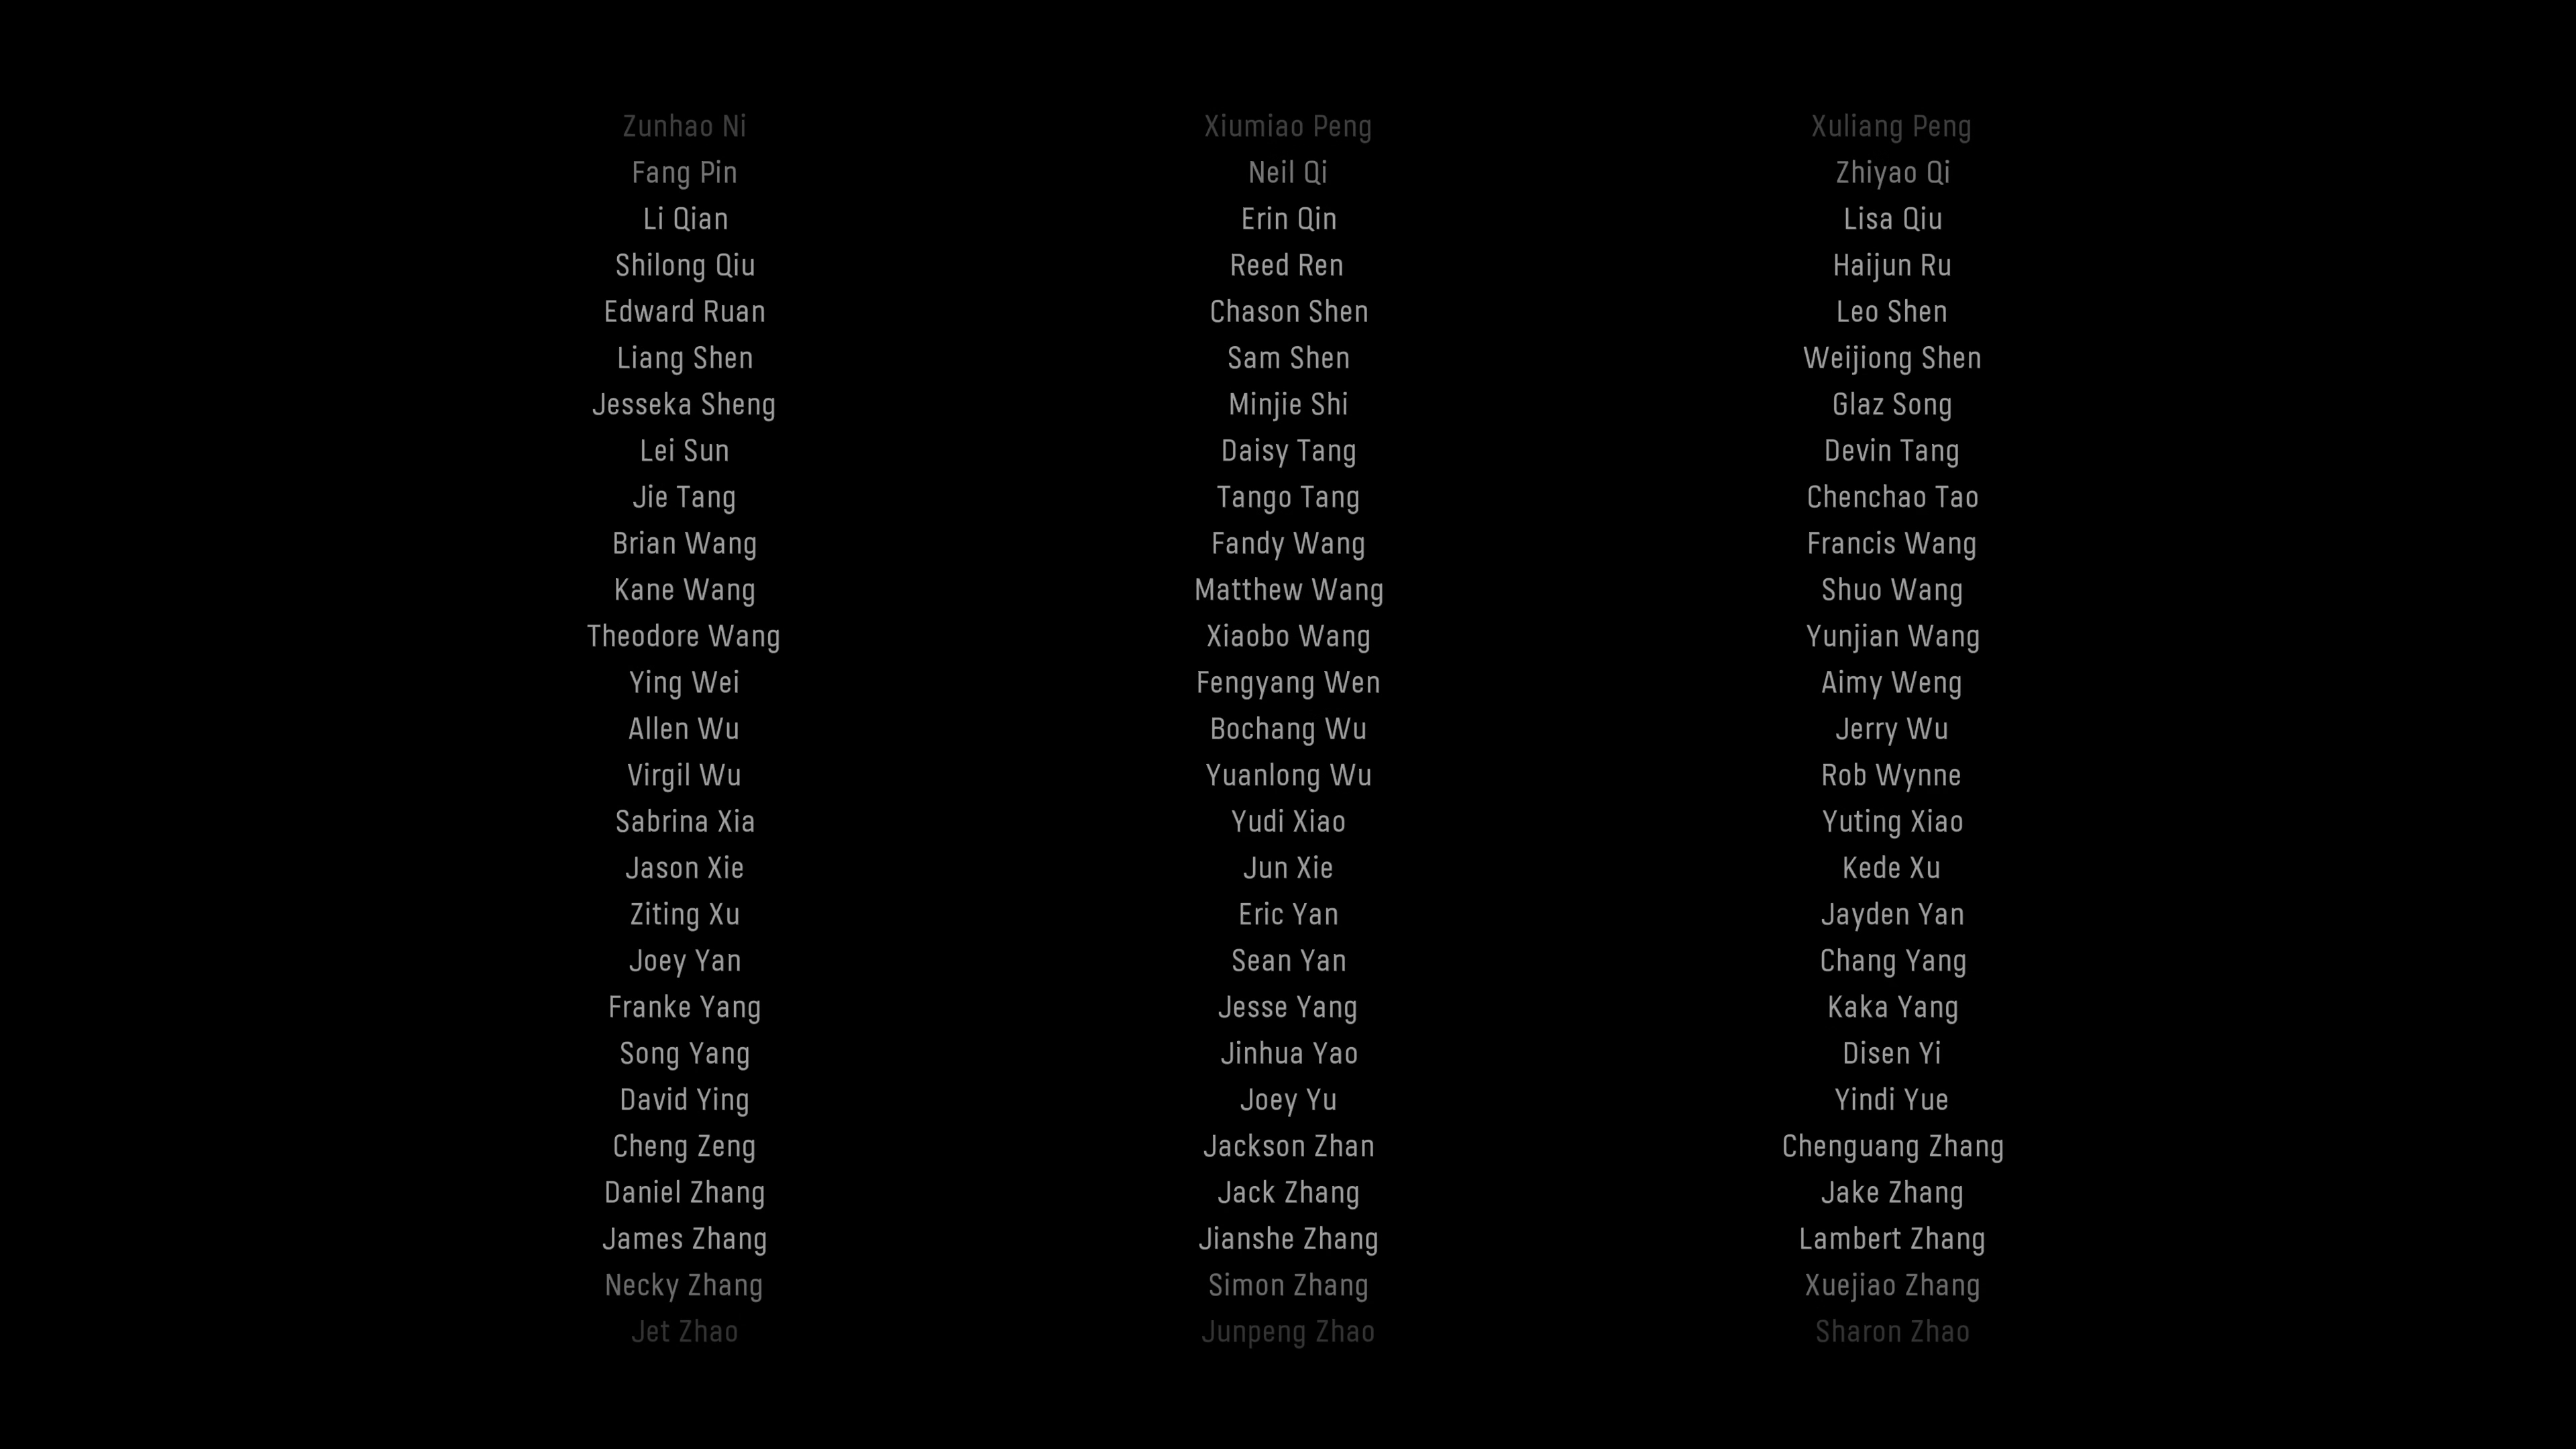 Zunhao Ni Xiumiao Peng Xuliang Peng
Fang Pin Neil Qi Zhiyao Qi
Li Qian Erin Qin Lisa Qiu
Shilong Qiu Reed Ren Haijun Ru
Edward Ruan Chason Shen Leo Shen
Liang Shen Sam Shen Weijiong Shen
Jesseka Sheng Minjie Shi Glaz Song
Lei Sun Daisy Tang Devin Tang
Jie Tang Tango Tang Chenchao Tao
Brian Wang Fandy Wang Francis Wang
Kane Wang Matthew Wang Shuo Wang
Theodore Wang Xiaobo Wang Yunjian Wang
Ying Wei Fengyang Wen Aimy Weng
Allen Wu Bochang Wu Jerry Wu
Virgil Wu Yuanlong Wu Rob Wynne
Sabrina Xia Yudi Xiao Yuting Xiao
Jason Xie Jun Xie Kede Xu
Ziting Xu Eric Yan Jayden Yan
Joey Yan Sean Yan Chang Yang
Franke Yang Jesse Yang Kaka Yang
Song Yang Jinhua Yao Disen Yi
David Ying Joey Yu Yindi Yue
Cheng Zeng Jackson Zhan Chenguang Zhang
Daniel Zhang Jack Zhang Jake Zhang
James Zhang Jianshe Zhang Lambert Zhang
Necky Zhang Simon Zhang Xuejiao Zhang
Jet Zhao Junpeng Zhao Sharon Zhao